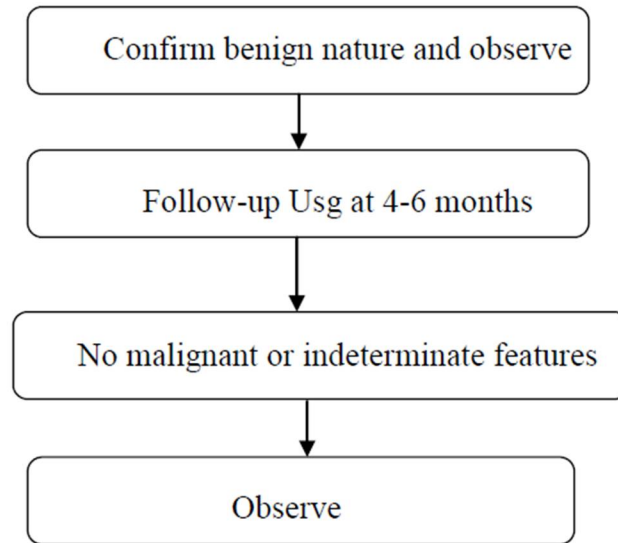 Confirm benign nature and observe
Follow-up Usg at 4-6 months
No malignant or indeterminate features
Observe